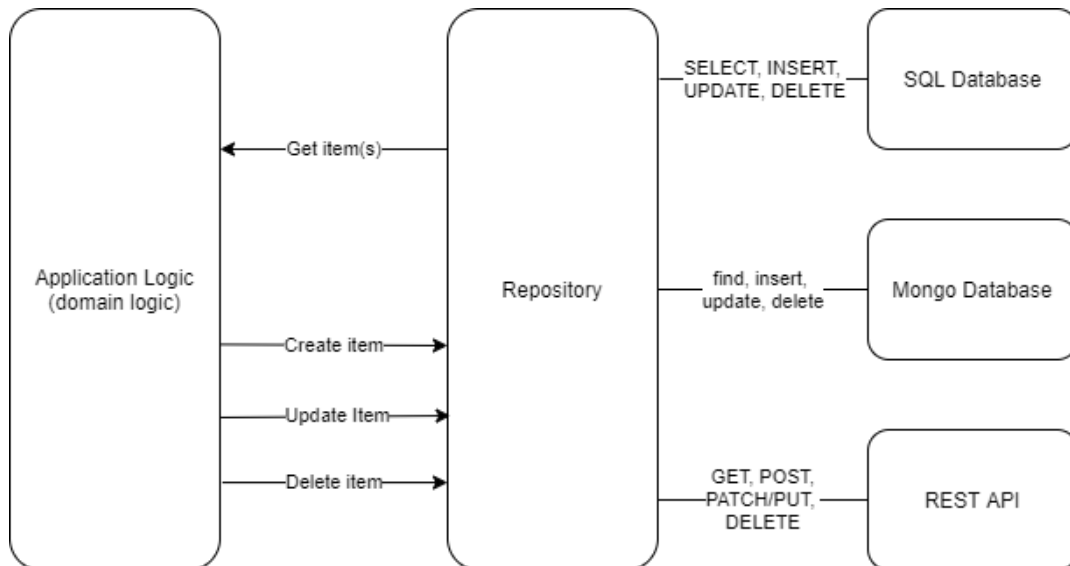 Application Logic
(domain logic)
Get item(s)
Create item
Update Item
Delete item
Repository
SELECT, INSERT,
UPDATE, DELETE
SQL Database
find, insert,
update, delete
Mongo Database
GET, POST,
PATCH/PUT,
DELETE
REST API